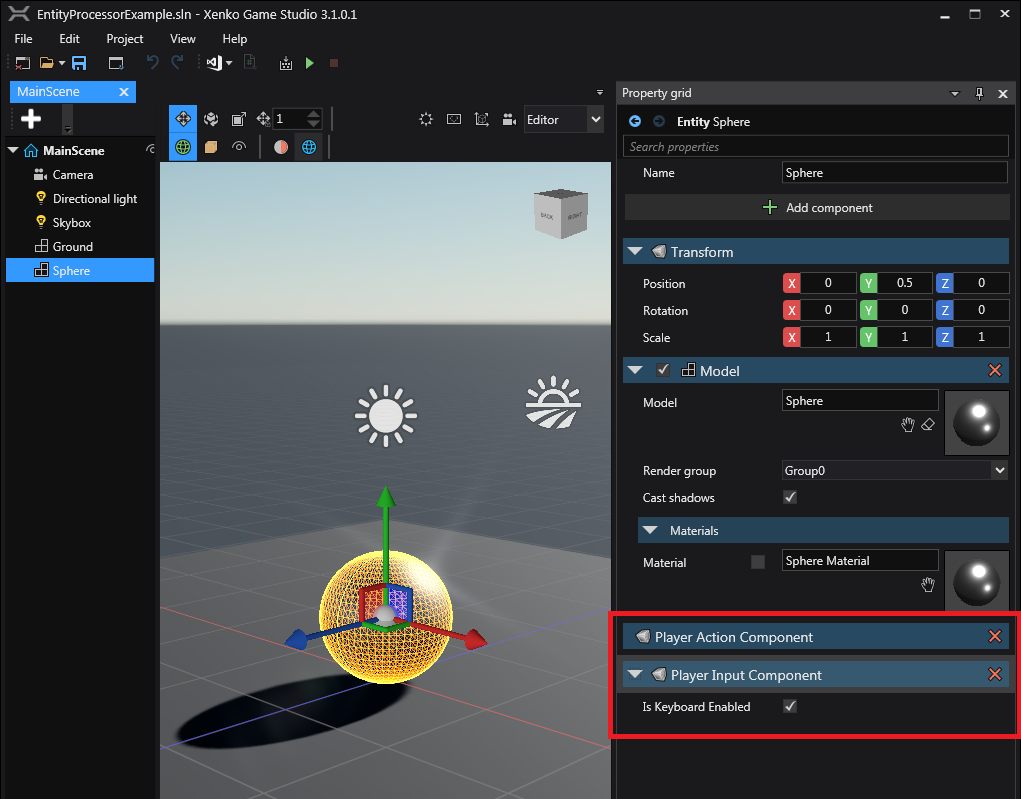 EntityProcessorExample.sln - Xenko Game Studio 3.1.0.1
File Edit Project View Help
MainScene
MainScene
Camera
Directional light
Skybox
Ground
Sphere
1
Editor
BACK RIGHT
Property grid
Entity Sphere
Search properties
Name Sphere
Add component
Transform
Position X 0 Y 0.5 Z 0
Rotation X 0 Y 0 Z 0
Scale X 1 Y 1 Z 1
Model
Model Sphere
Render group Group0
Cast shadows
Materials
Material Sphere Material
Player Action Component
Player Input Component
Is Keyboard Enabled